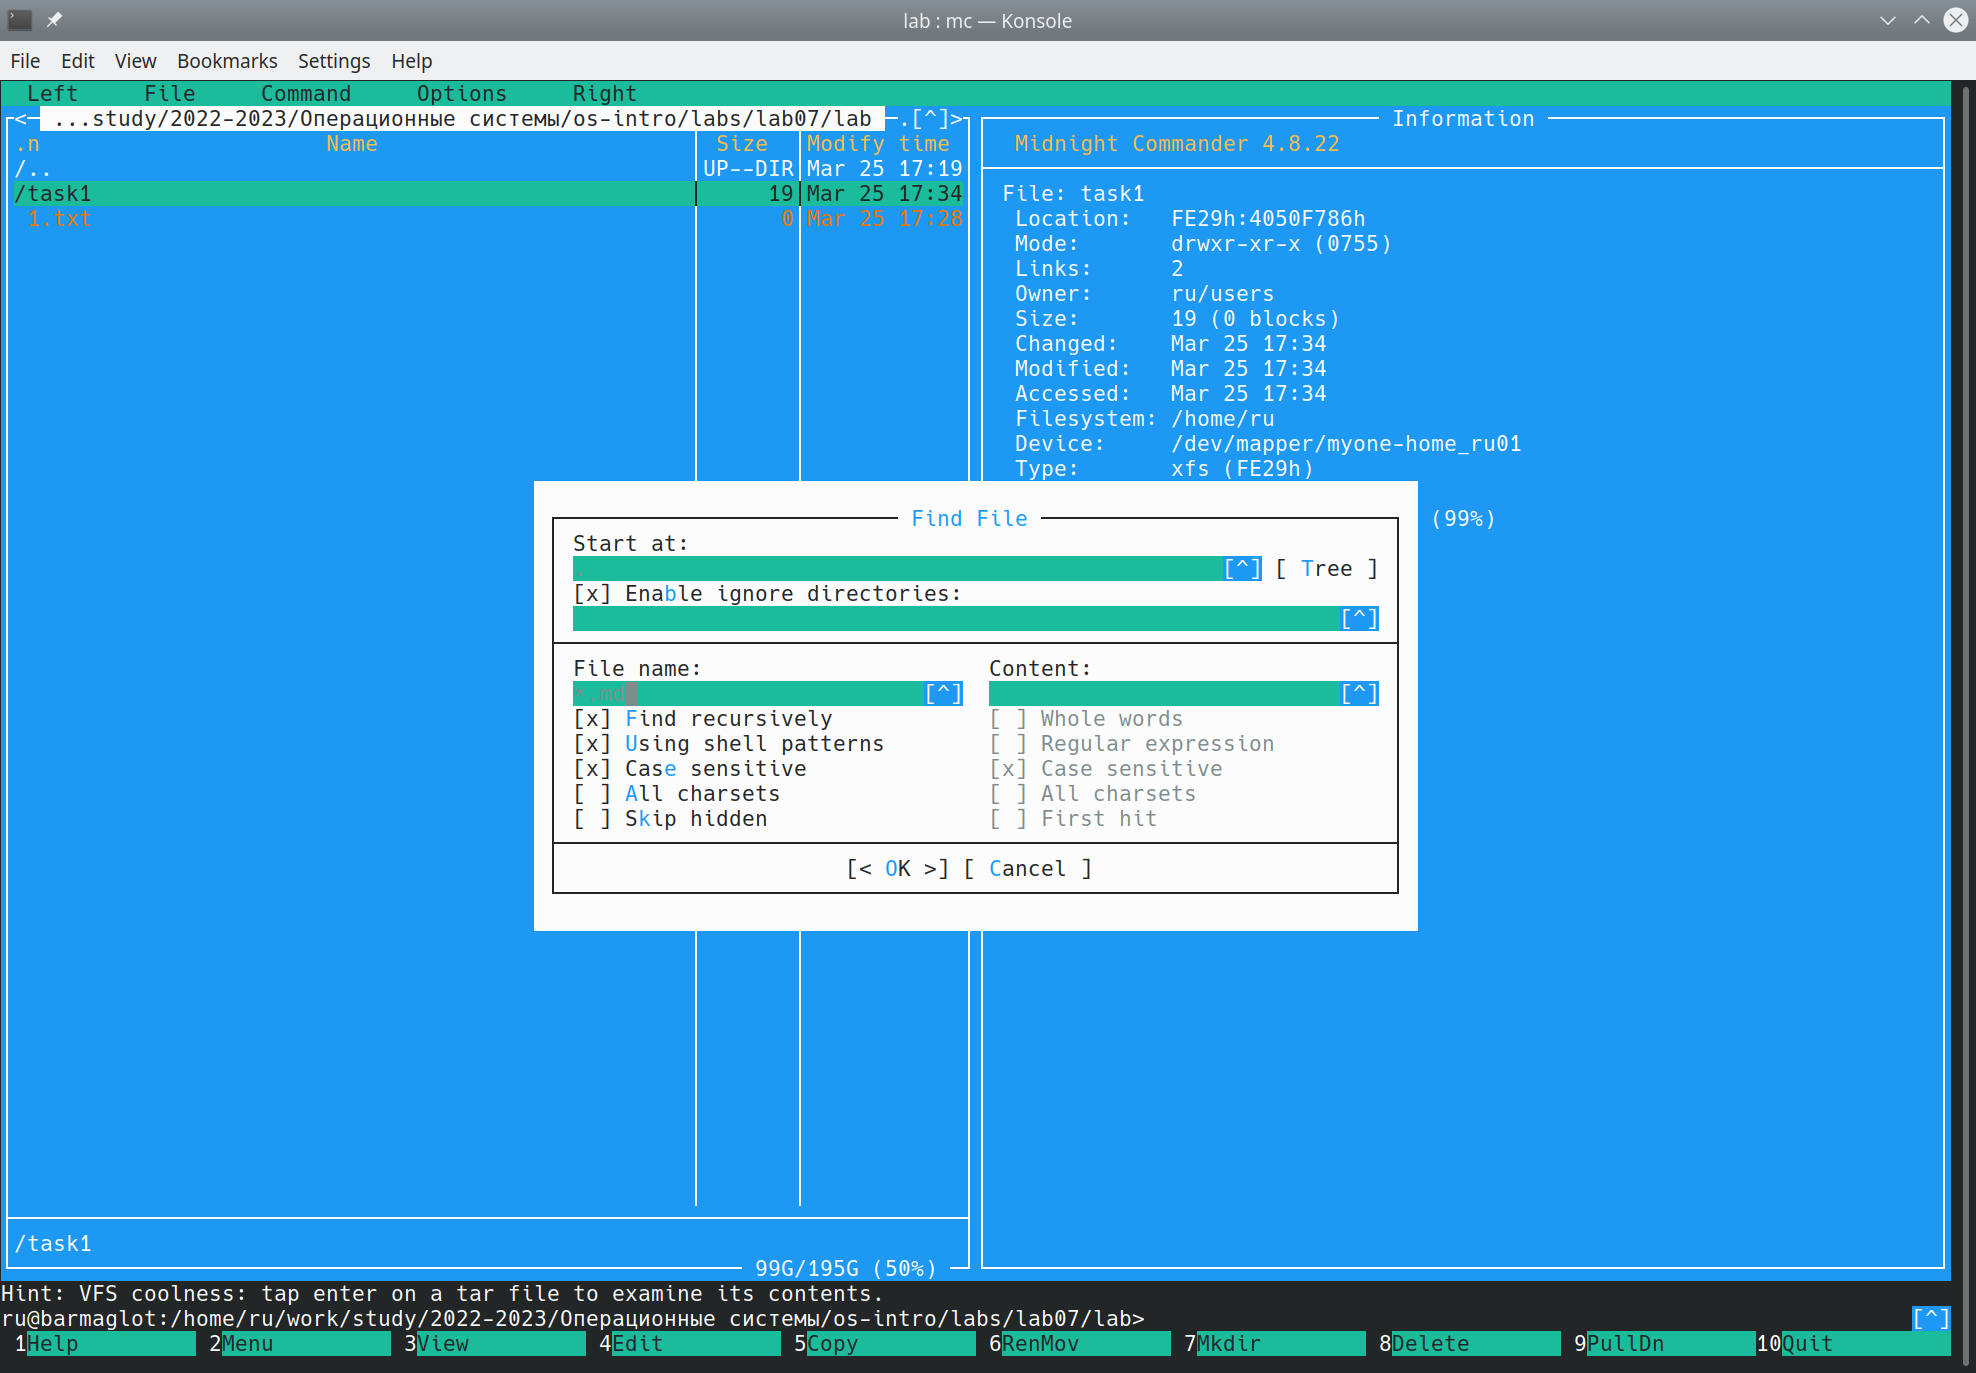 lab : mc — Konsole
File Edit View Bookmarks Settings Help
Left File Command Options Right
<─ ...study/2022-2023/Операционные системы/os-intro/labs/lab07/lab ─.[^]>
.n Name Size Modify time
/.. UP--DIR Mar 25 17:19
/task1 19 Mar 25 17:34
1.txt 0 Mar 25 17:28
/task1
99G/195G (50%)
Information
Midnight Commander 4.8.22
File: task1
Location: FE29h:4050F786h
Mode: drwxr-xr-x (0755)
Links: 2
Owner: ru/users
Size: 19 (0 blocks)
Changed: Mar 25 17:34
Modified: Mar 25 17:34
Accessed: Mar 25 17:34
Filesystem: /home/ru
Device: /dev/mapper/myone-home_ru01
Type: xfs (FE29h)
(99%)
Find File
Start at:
. [^] [ Tree ]
[x] Enable ignore directories:
[^]
File name:
*.md [^]
[x] Find recursively
[x] Using shell patterns
[x] Case sensitive
[ ] All charsets
[ ] Skip hidden
Content:
[^]
[ ] Whole words
[ ] Regular expression
[x] Case sensitive
[ ] All charsets
[ ] First hit
[< OK >] [ Cancel ]
Hint: VFS coolness: tap enter on a tar file to examine its contents.
ru@barmaglot:/home/ru/work/study/2022-2023/Операционные системы/os-intro/labs/lab07/lab> [^]
1Help 2Menu 3View 4Edit 5Copy 6RenMov 7Mkdir 8Delete 9PullDn 10Quit